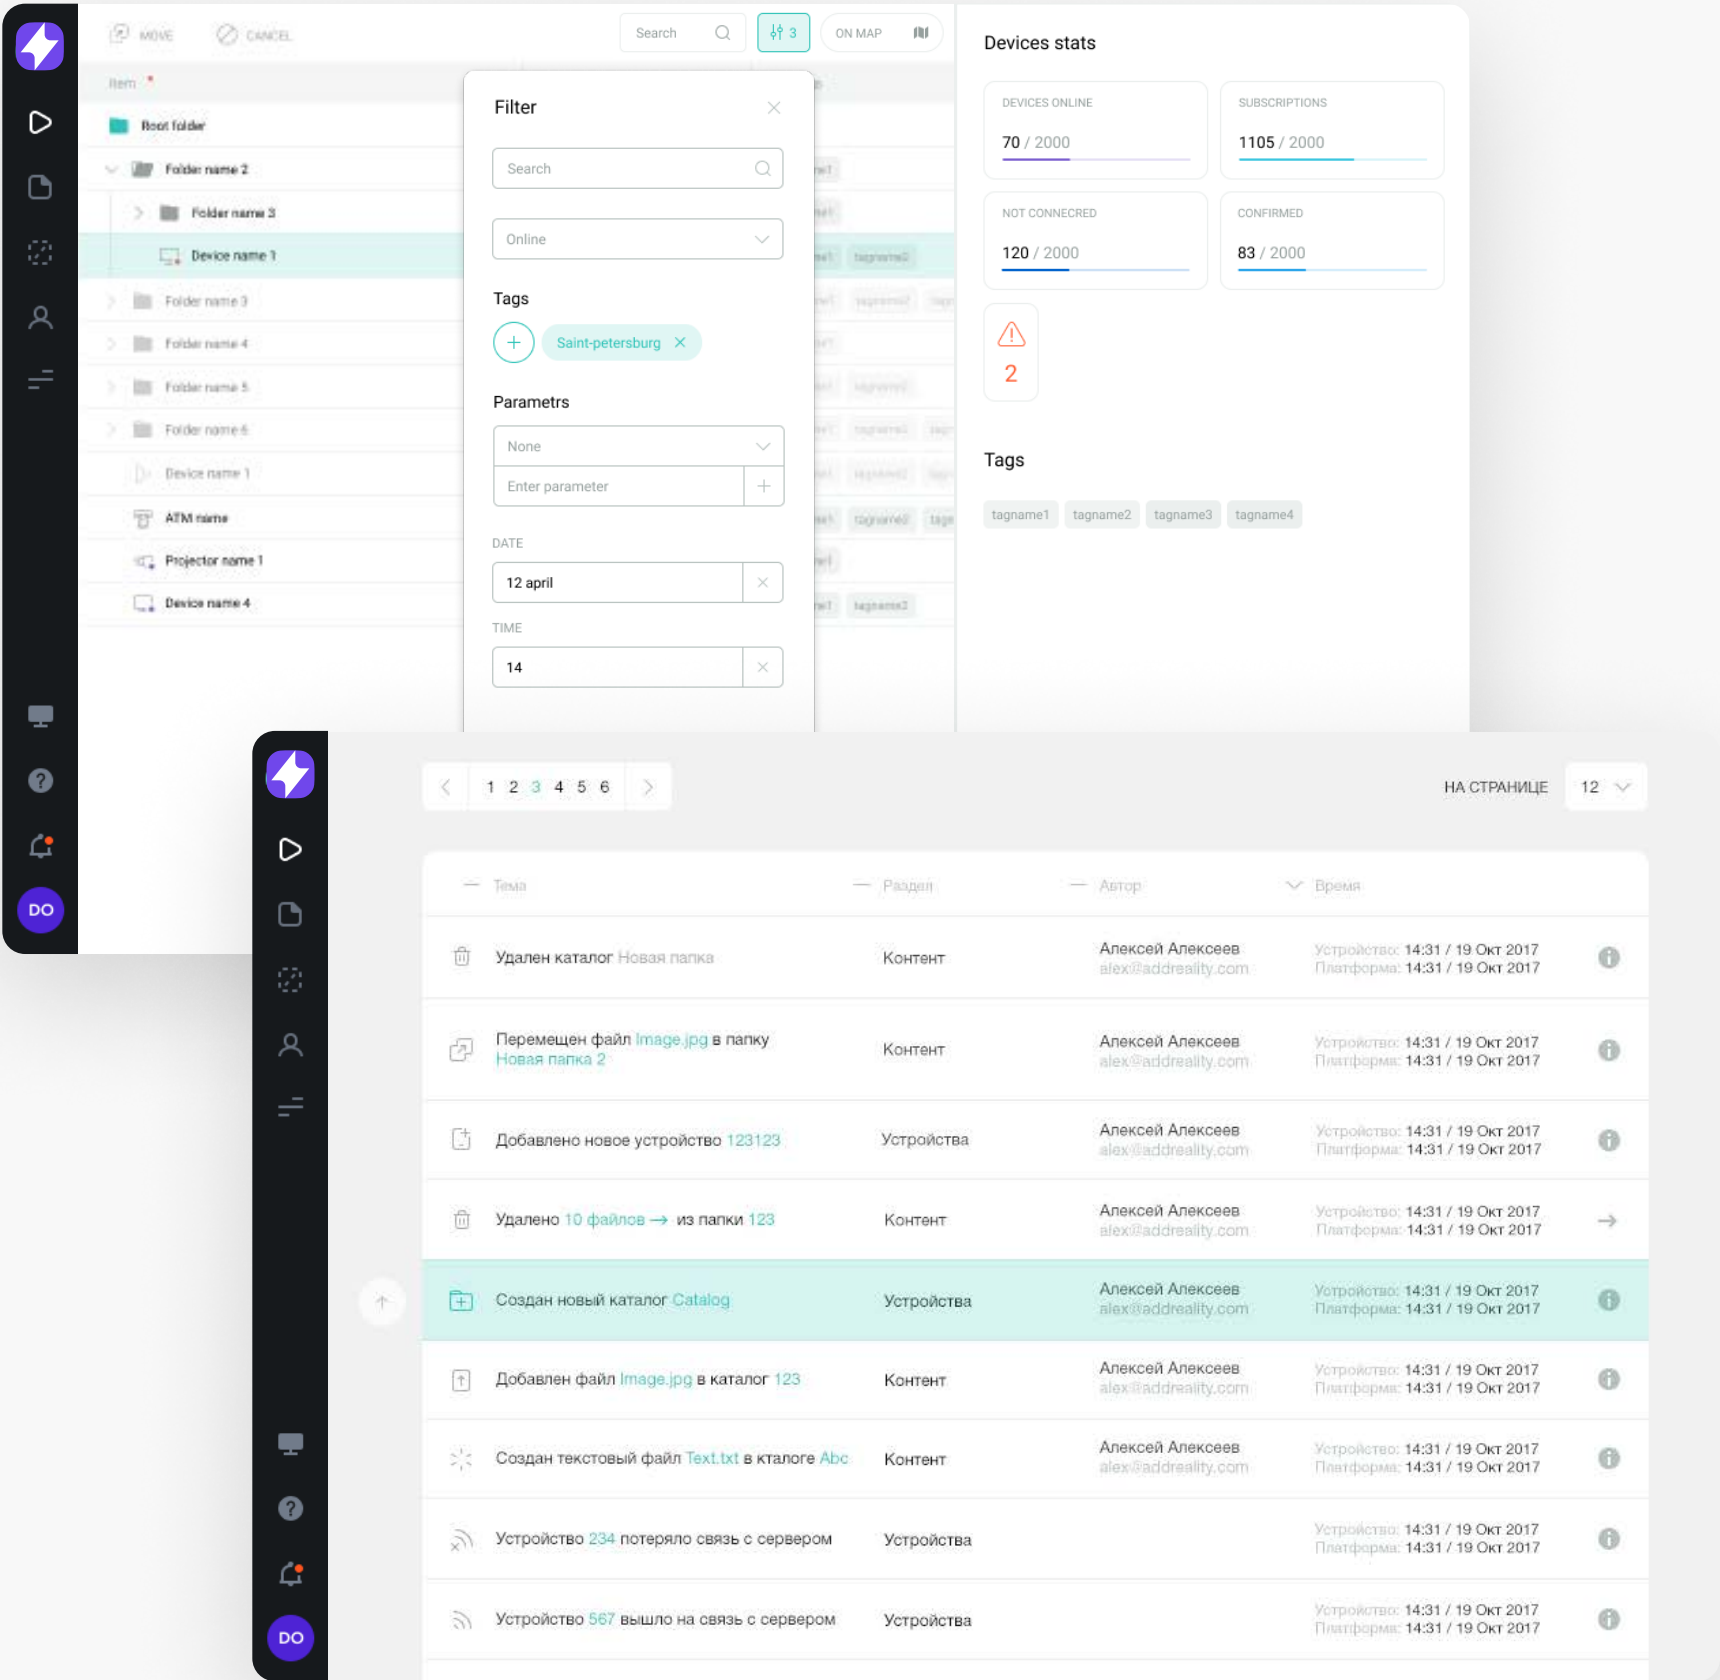 MOVE
CANCEL
Search
3
ON MAP
Item
Root folder
Folder name 2
Folder name 3
Device name 1
tagname2
Folder name 3
Folder name 4
Folder name 5
Folder name 6
Device name 1
ATM name
Projector name 1
Device name 4
tagname2
Filter
Search
Online
Tags
Saint-petersburg
Parametrs
None
Enter parameter
DATE
12 april
TIME
14
Devices stats
DEVICES ONLINE
70 / 2000
SUBSCRIPTIONS
1105 / 2000
NOT CONNECRED
120 / 2000
CONFIRMED
83 / 2000
2
Tags
tagname1 tagname2 tagname3 tagname4
DO
1 2 3 4 5 6
НА СТРАНИЦЕ 12
Тема Раздел Автор Время
Удален каталог Новая папка
Контент
Алексей Алексеев
alex@addreality.com
Устройство: 14:31 / 19 Окт 2017
Платформа: 14:31 / 19 Окт 2017
Перемещен файл Image.jpg в папку
Новая папка 2
Контент
Алексей Алексеев
alex@addreality.com
Устройство: 14:31 / 19 Окт 2017
Платформа: 14:31 / 19 Окт 2017
Добавлено новое устройство 123123
Устройства
Алексей Алексеев
alex@addreality.com
Устройство: 14:31 / 19 Окт 2017
Платформа: 14:31 / 19 Окт 2017
Удалено 10 файлов → из папки 123
Контент
Алексей Алексеев
alex@addreality.com
Устройство: 14:31 / 19 Окт 2017
Платформа: 14:31 / 19 Окт 2017
Создан новый каталог Catalog
Устройства
Алексей Алексеев
alex@addreality.com
Устройство: 14:31 / 19 Окт 2017
Платформа: 14:31 / 19 Окт 2017
Добавлен файл Image.jpg в каталог 123
Контент
Алексей Алексеев
alex@addreality.com
Устройство: 14:31 / 19 Окт 2017
Платформа: 14:31 / 19 Окт 2017
Создан текстовый файл Text.txt в кталоге Abc
Контент
Алексей Алексеев
alex@addreality.com
Устройство: 14:31 / 19 Окт 2017
Платформа: 14:31 / 19 Окт 2017
Устройство 234 потеряло связь с сервером
Устройства
Устройство: 14:31 / 19 Окт 2017
Платформа: 14:31 / 19 Окт 2017
Устройство 567 вышло на связь с сервером
Устройства
Устройство: 14:31 / 19 Окт 2017
Платформа: 14:31 / 19 Окт 2017
DO